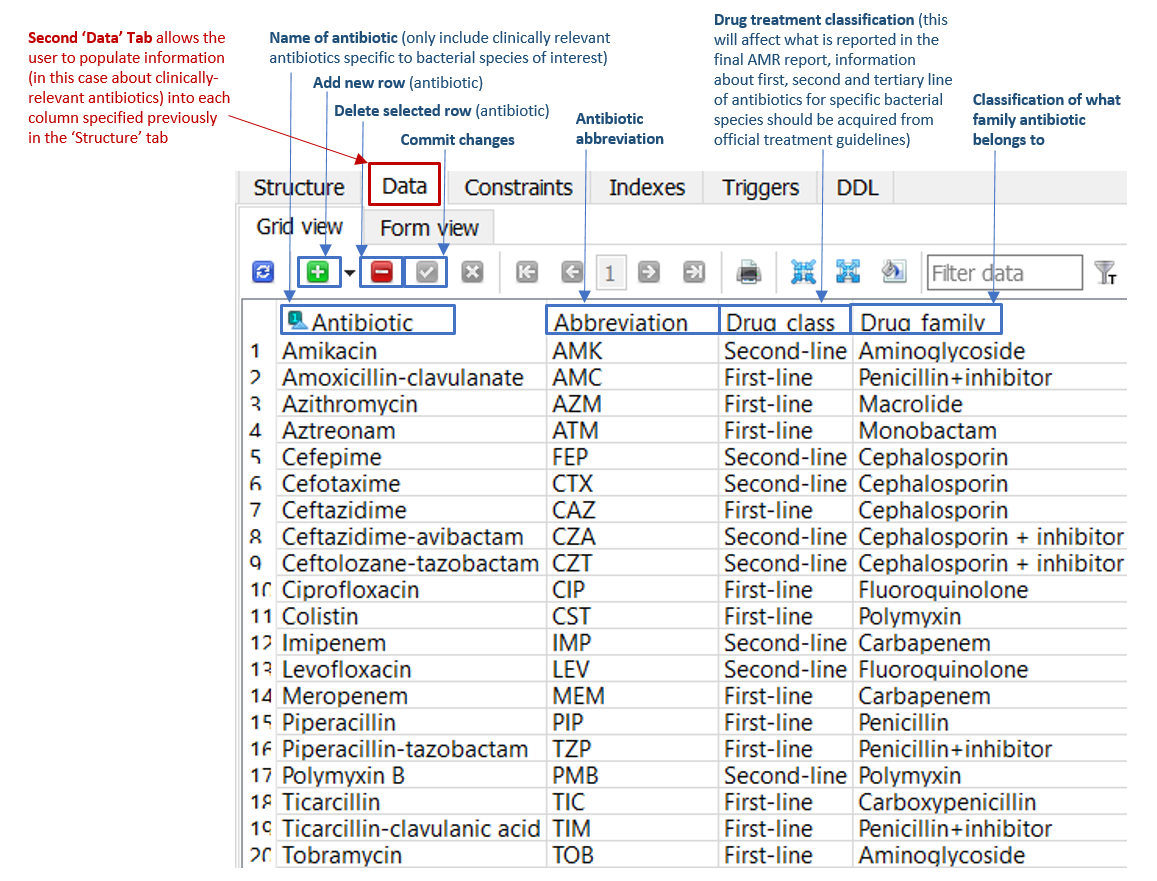 Second ‘Data’ Tab allows the
user to populate information
(in this case about clinically-
relevant antibiotics) into each
column specified previously
in the ‘Structure’ tab
Name of antibiotic (only include clinically relevant
antibiotics specific to bacterial species of interest)
Add new row (antibiotic)
Delete selected row (antibiotic)
Commit changes
Antibiotic
abbreviation
Drug treatment classification (this
will affect what is reported in the
final AMR report, information
about first, second and tertiary line
of antibiotics for specific bacterial
species should be acquired from
official treatment guidelines)
Classification of what
family antibiotic
belongs to
Structure Data Constraints Indexes Triggers DDL
Grid view Form view
1 Filter data T
1 Antibiotic Abbreviation Drug_class Drug_family
1 Amikacin AMK Second-line Aminoglycoside
2 Amoxicillin-clavulanate AMC First-line Penicillin+inhibitor
3 Azithromycin AZM First-line Macrolide
4 Aztreonam ATM First-line Monobactam
5 Cefepime FEP Second-line Cephalosporin
6 Cefotaxime CTX Second-line Cephalosporin
7 Ceftazidime CAZ First-line Cephalosporin
8 Ceftazidime-avibactam CZA Second-line Cephalosporin + inhibitor
9 Ceftolozane-tazobactam CZT Second-line Cephalosporin + inhibitor
10 Ciprofloxacin CIP First-line Fluoroquinolone
11 Colistin CST First-line Polymyxin
12 Imipenem IMP Second-line Carbapenem
13 Levofloxacin LEV Second-line Fluoroquinolone
14 Meropenem MEM First-line Carbapenem
15 Piperacillin PIP First-line Penicillin
16 Piperacillin-tazobactam TZP First-line Penicillin+inhibitor
17 Polymyxin B PMB Second-line Polymyxin
18 Ticarcillin TIC First-line Carboxypenicillin
19 Ticarcillin-clavulanic acid TIM First-line Penicillin+inhibitor
20 Tobramycin TOB First-line Aminoglycoside